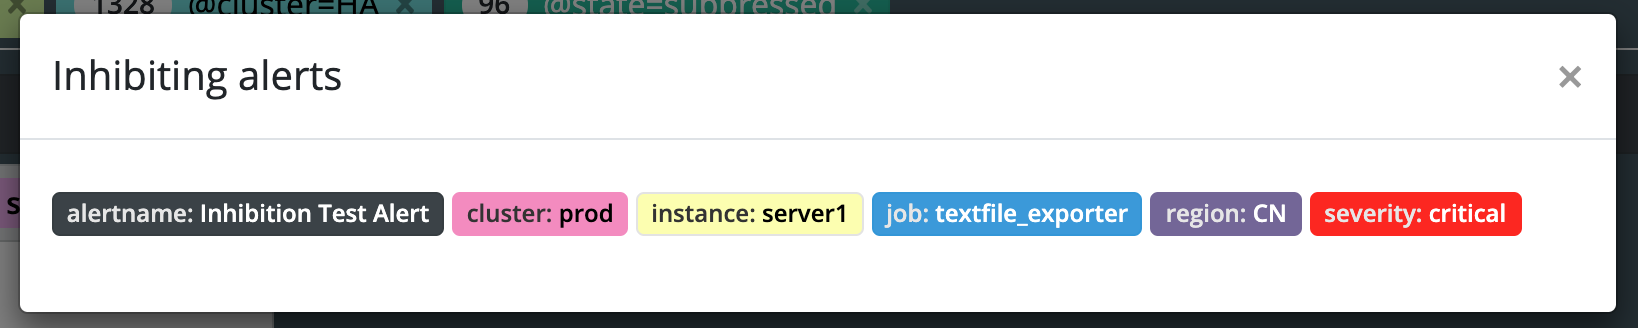 1328 @cluster=HA × 96 @state=suppressed ×
Inhibiting alerts ×
alertname: Inhibition Test Alert cluster: prod instance: server1 job: textfile_exporter region: CN severity: critical